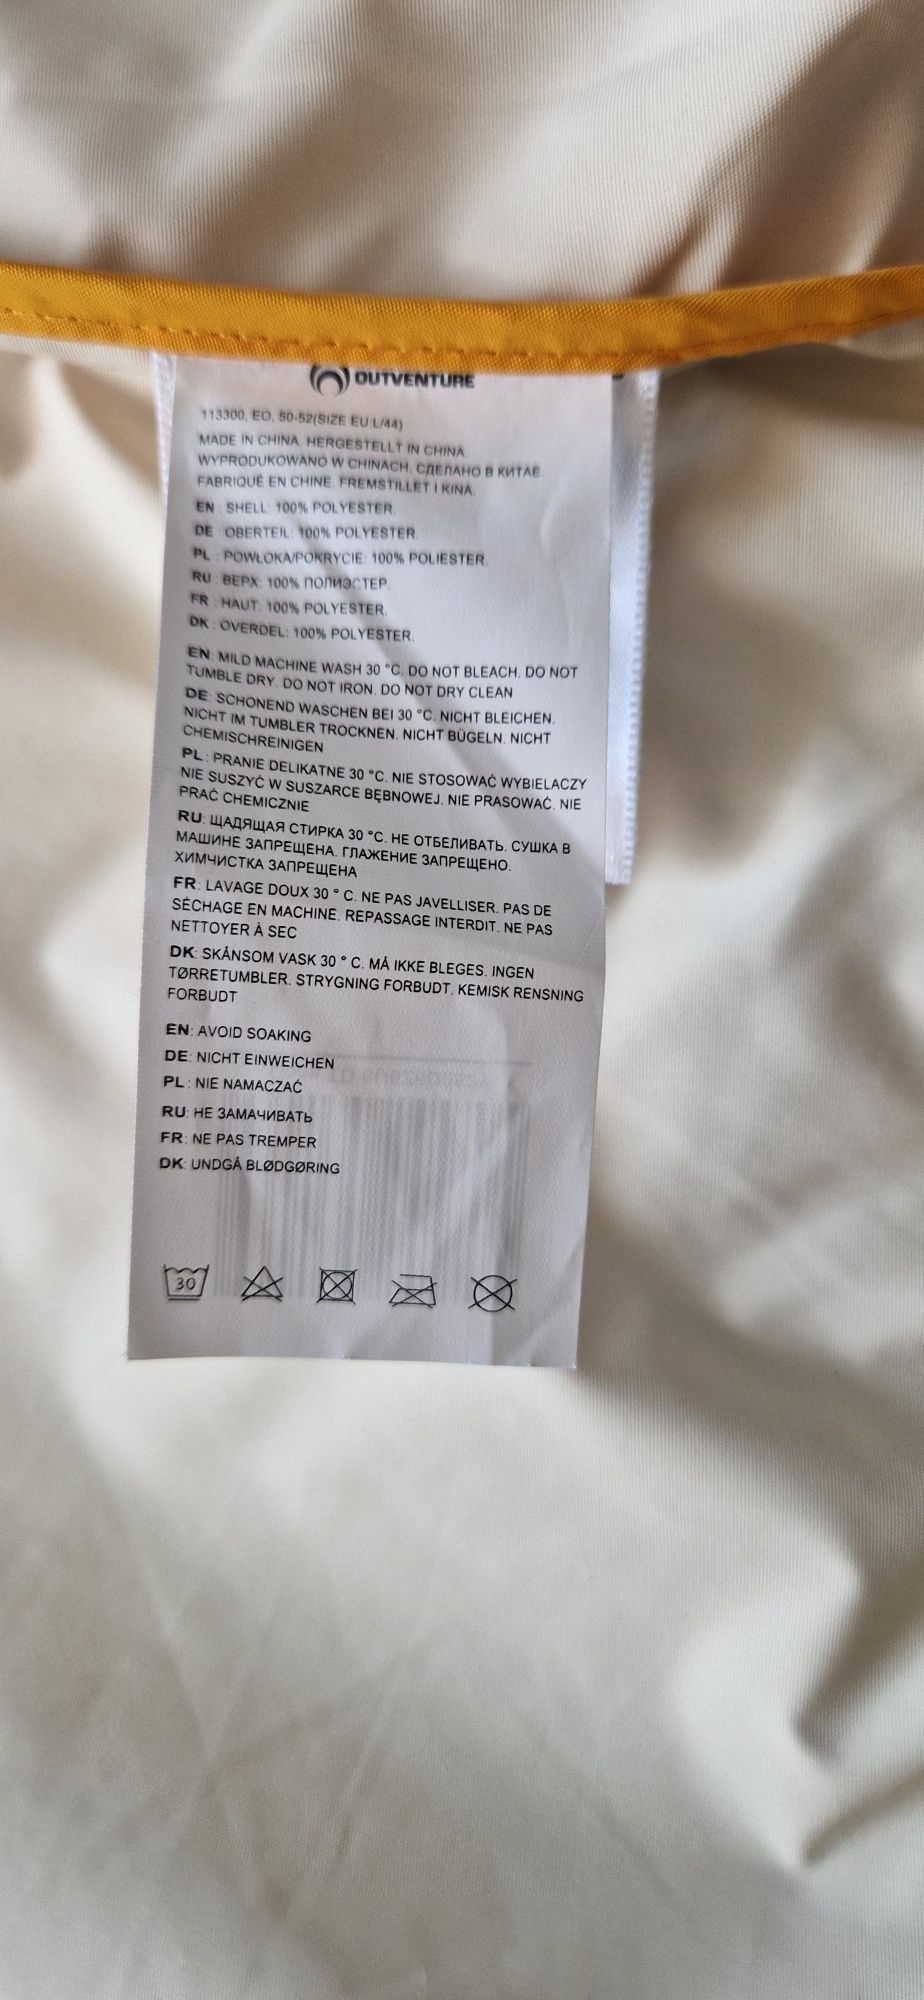 OUTVENTURE
113300, EO, 50-52(SIZE EU:L/44)
MADE IN CHINA. HERGESTELLT IN CHINA.
WYPRODUKOWANO W CHINACH. СДЕЛАНО В КИТАЕ.
FABRIQUÉ EN CHINE. FREMSTILLET I KINA.
EN : SHELL: 100% POLYESTER.
DE : OBERTEIL: 100% POLYESTER.
PL : POWŁOKA/POKRYCIE: 100% POLIESTER.
RU : ВЕРХ: 100% ПОЛИЭСТЕР.
FR : HAUT: 100% POLYESTER.
DK : OVERDEL: 100% POLYESTER.
EN: MILD MACHINE WASH 30 °C. DO NOT BLEACH. DO NOT
TUMBLE DRY. DO NOT IRON. DO NOT DRY CLEAN
DE: SCHONEND WASCHEN BEI 30 °C. NICHT BLEICHEN.
NICHT IM TUMBLER TROCKNEN. NICHT BÜGELN. NICHT
CHEMISCHREINIGEN
PL: PRANIE DELIKATNE 30 °C. NIE STOSOWAĆ WYBIELACZY
NIE SUSZYĆ W SUSZARCE BĘBNOWEJ. NIE PRASOWAĆ. NIE
PRAĆ CHEMICZNIE
RU: ЩАДЯЩАЯ СТИРКА 30 °C. НЕ ОТБЕЛИВАТЬ. СУШКА В
МАШИНЕ ЗАПРЕЩЕНА. ГЛАЖЕНИЕ ЗАПРЕЩЕНО.
ХИМЧИСТКА ЗАПРЕЩЕНА
FR: LAVAGE DOUX 30 ° C. NE PAS JAVELLISER. PAS DE
SÉCHAGE EN MACHINE. REPASSAGE INTERDIT. NE PAS
NETTOYER À SEC
DK: SKÅNSOM VASK 30 ° C. MÅ IKKE BLEGES. INGEN
TØRRETUMBLER. STRYGNING FORBUDT. KEMISK RENSNING
FORBUDT
EN: AVOID SOAKING
DE: NICHT EINWEICHEN
PL: NIE NAMACZAĆ
RU: НЕ ЗАМАЧИВАТЬ
FR: NE PAS TREMPER
DK: UNDGÅ BLØDGØRING
30